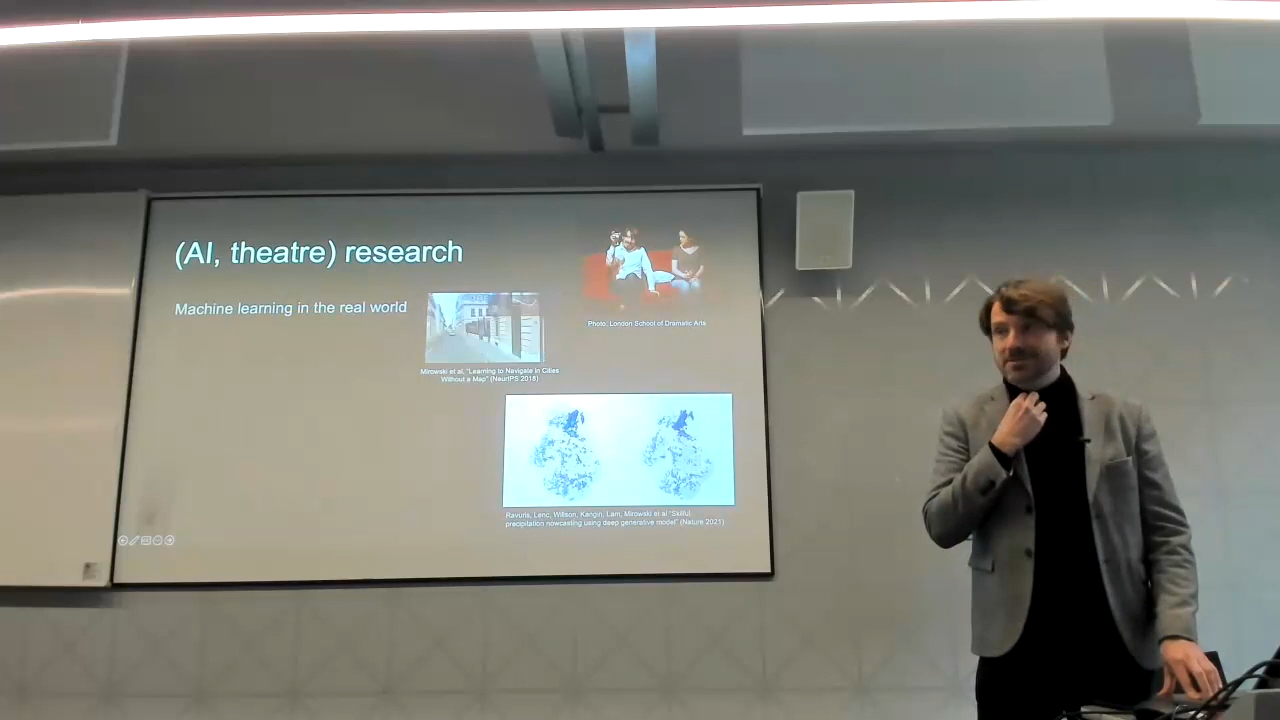 (AI, theatre) research
Machine learning in the real world
Photo: London School of Dramatic Arts
Mirowski et al, "Learning to Navigate in Cities
Without a Map" (NeurIPS 2018)
Ravuris, Lenc, Willson, Kangin, Lam, Mirowski et al "Skilful
precipitation nowcasting using deep generative model" (Nature 2021)